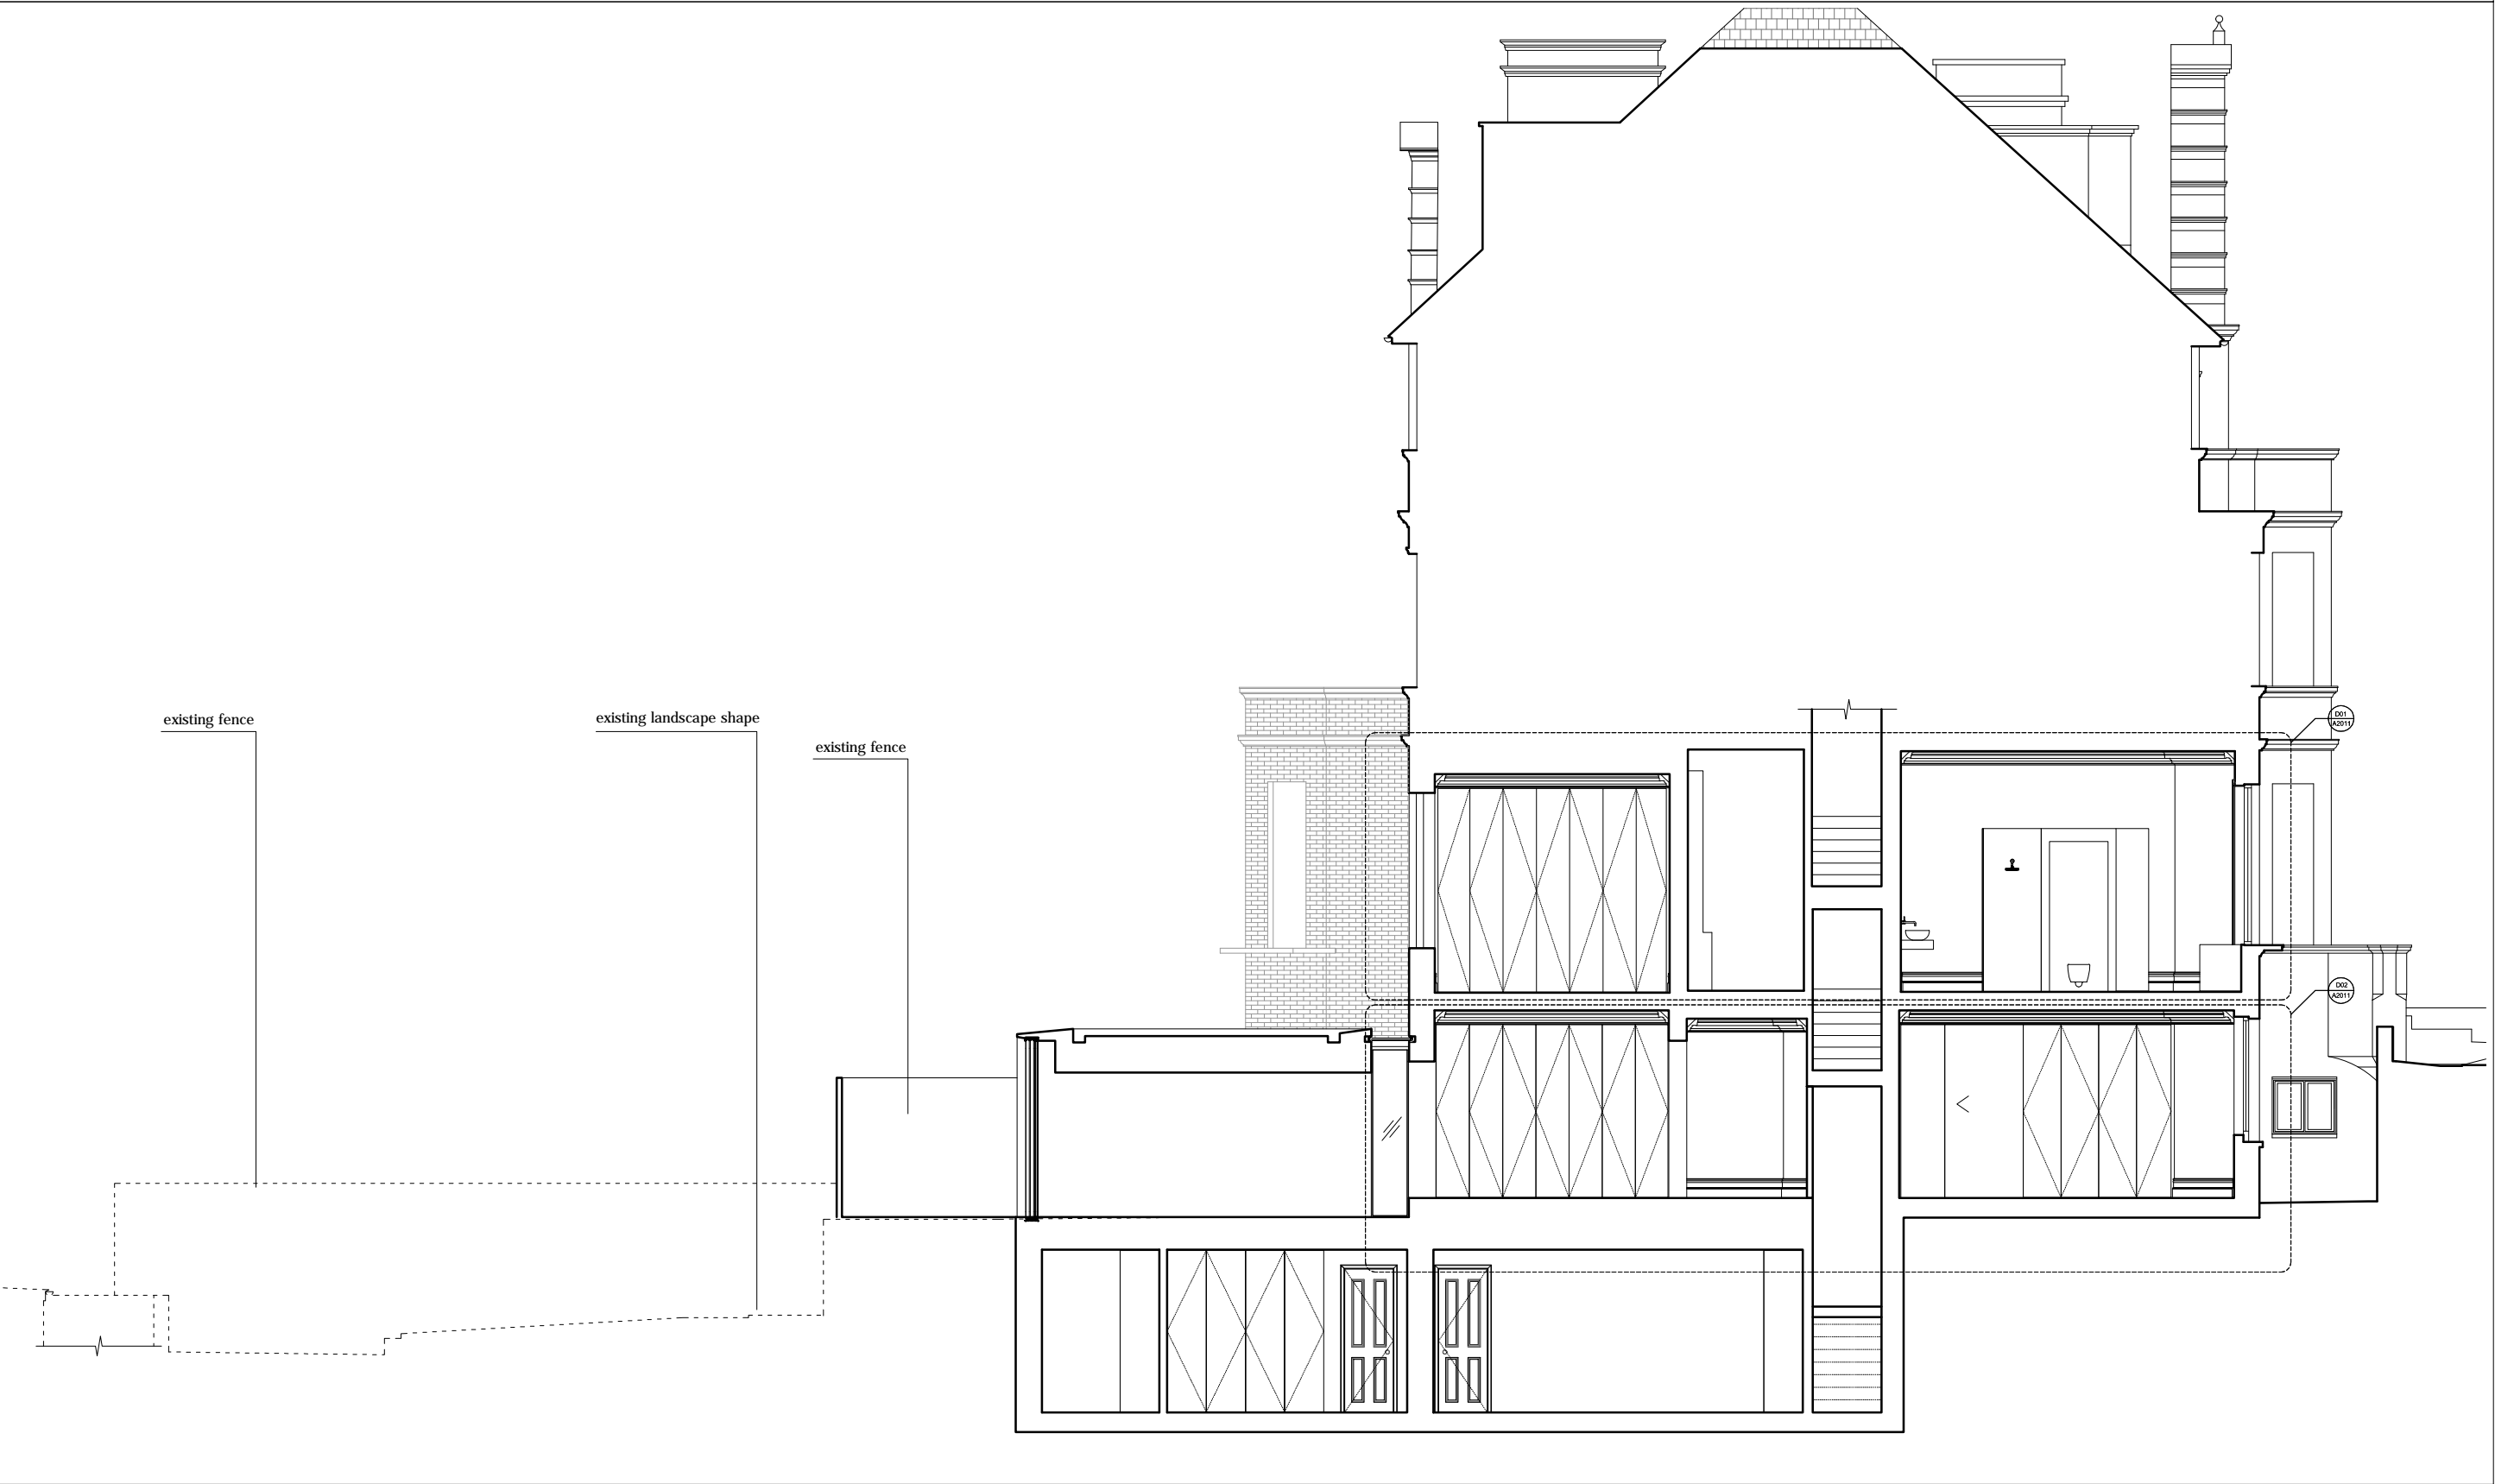 existing fence
existing landscape shape
existing fence
D01
A2011
D02
A2011